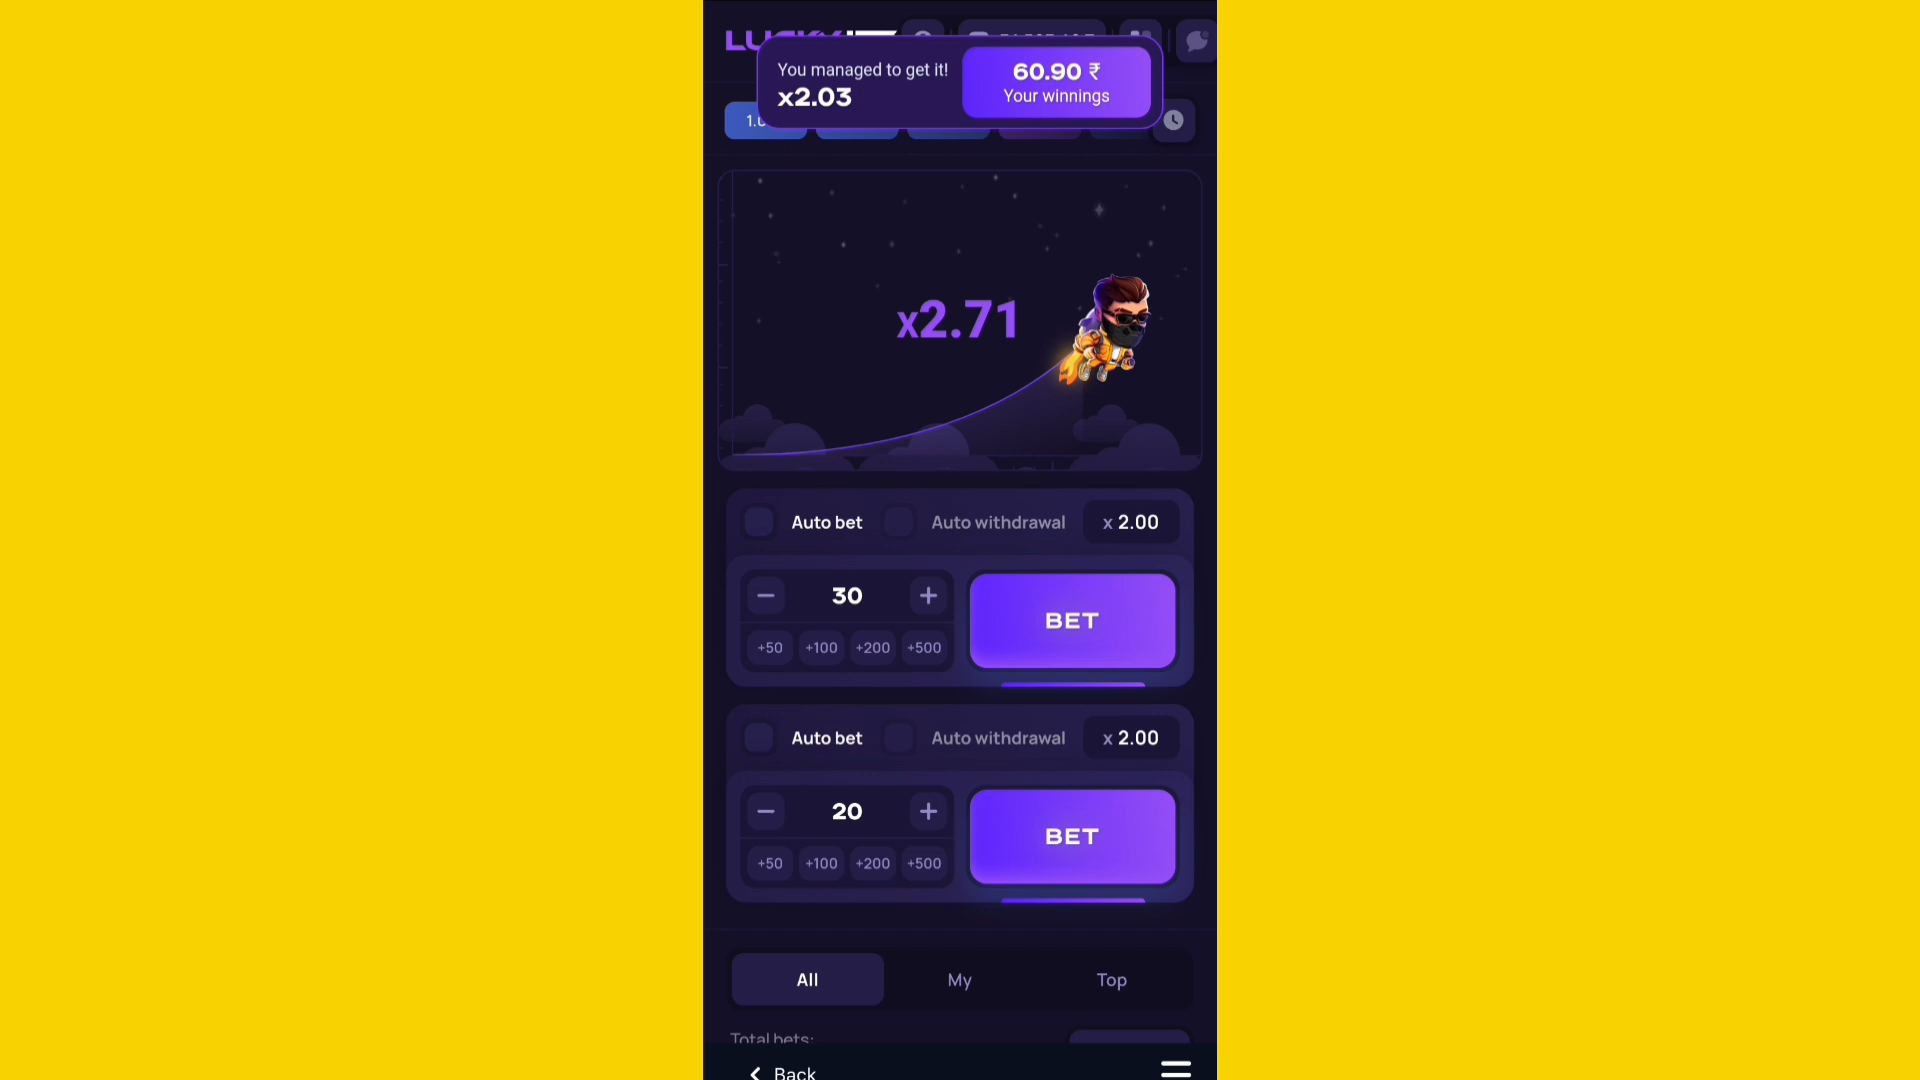 You managed to get it!
x2.03
60.90 ₹
Your winnings
x2.71
Auto bet
Auto withdrawal
x 2.00
30
+50 +100 +200 +500
BET
Auto bet
Auto withdrawal
x 2.00
20
+50 +100 +200 +500
BET
All
My
Top
Total bets:
Back